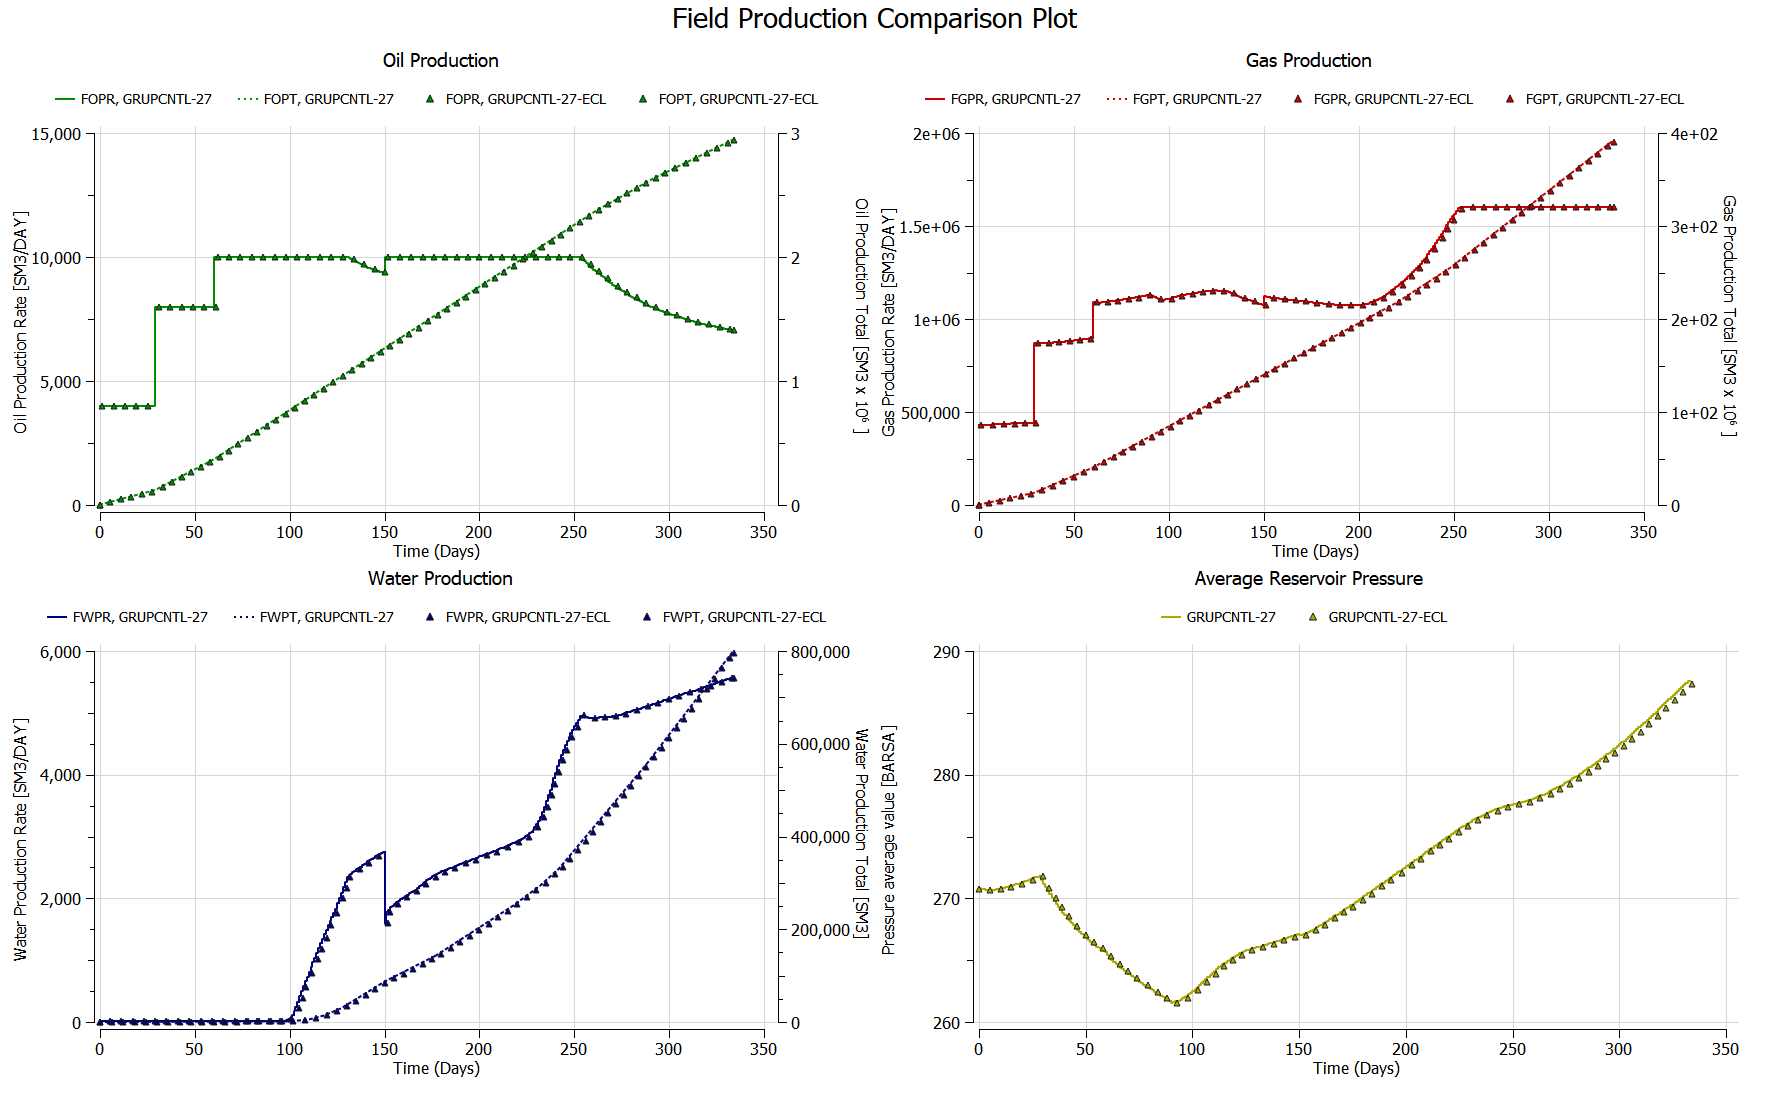 Field Production Comparison Plot
Oil Production
FOPR, GRUPCNTL-27
FOPT, GRUPCNTL-27
FOPR, GRUPCNTL-27-ECL
FOPT, GRUPCNTL-27-ECL
15,000
10,000
5,000
0
3
2
1
0
Oil Production Rate [SM3/DAY]
Oil Production Total [SM3 x 10⁶ ]
0 50 100 150 200 250 300 350
Time (Days)
Gas Production
FGPR, GRUPCNTL-27
FGPT, GRUPCNTL-27
FGPR, GRUPCNTL-27-ECL
FGPT, GRUPCNTL-27-ECL
2e+06
1.5e+06
1e+06
500,000
0
4e+02
3e+02
2e+02
1e+02
0
Gas Production Rate [SM3/DAY]
Gas Production Total [SM3 x 10⁶ ]
0 50 100 150 200 250 300 350
Time (Days)
Water Production
FWPR, GRUPCNTL-27
FWPT, GRUPCNTL-27
FWPR, GRUPCNTL-27-ECL
FWPT, GRUPCNTL-27-ECL
6,000
4,000
2,000
0
800,000
600,000
400,000
200,000
0
Water Production Rate [SM3/DAY]
Water Production Total [SM3]
0 50 100 150 200 250 300 350
Time (Days)
Average Reservoir Pressure
GRUPCNTL-27
GRUPCNTL-27-ECL
290
280
270
260
Pressure average value [BARSA]
0 50 100 150 200 250 300 350
Time (Days)